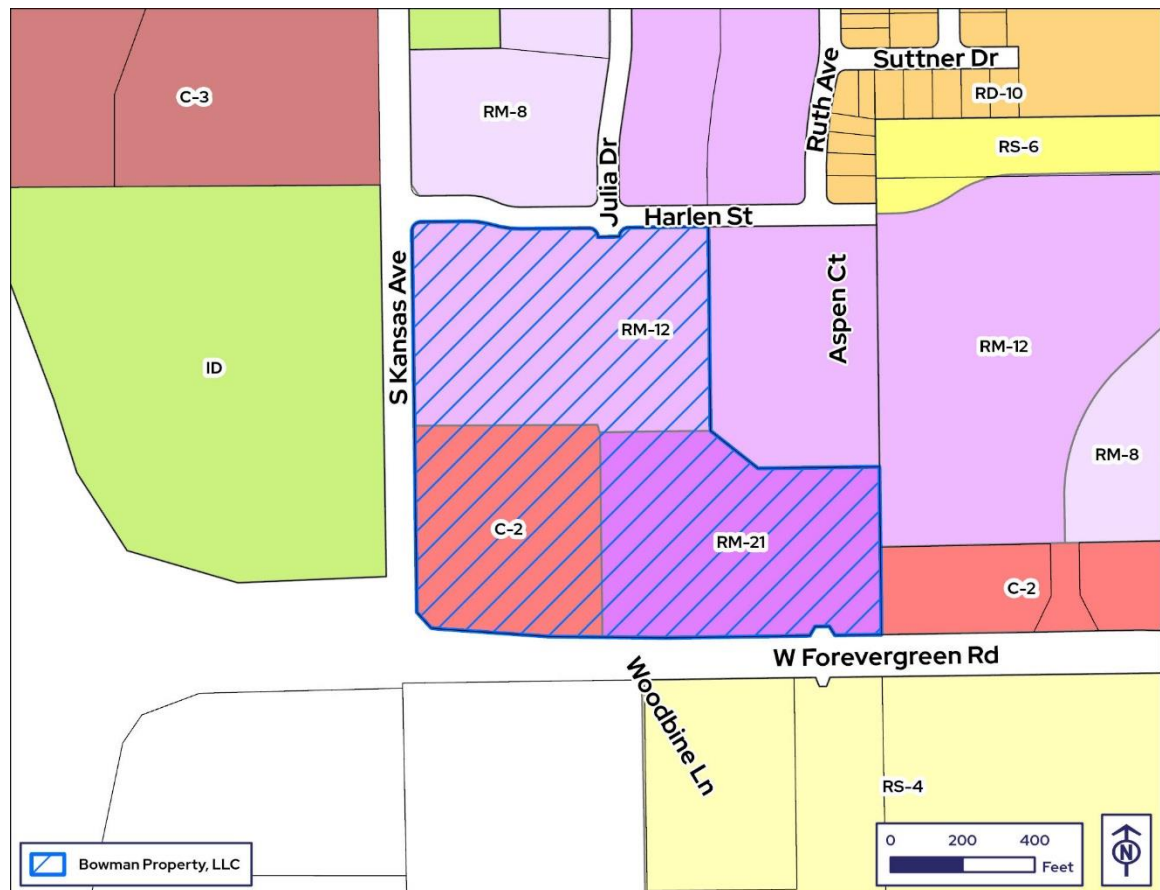 Suttner Dr
C-3
RD-10
RM-8
Ruth Ave
RS-6
Julia Dr
Harlen St
S Kansas Ave
Aspen Ct
RM-12
RM-12
ID
RM-8
C-2
RM-21
C-2
W Forevergreen Rd
Woodbine Ln
RS-4
0 200 400
Feet
N
Bowman Property, LLC